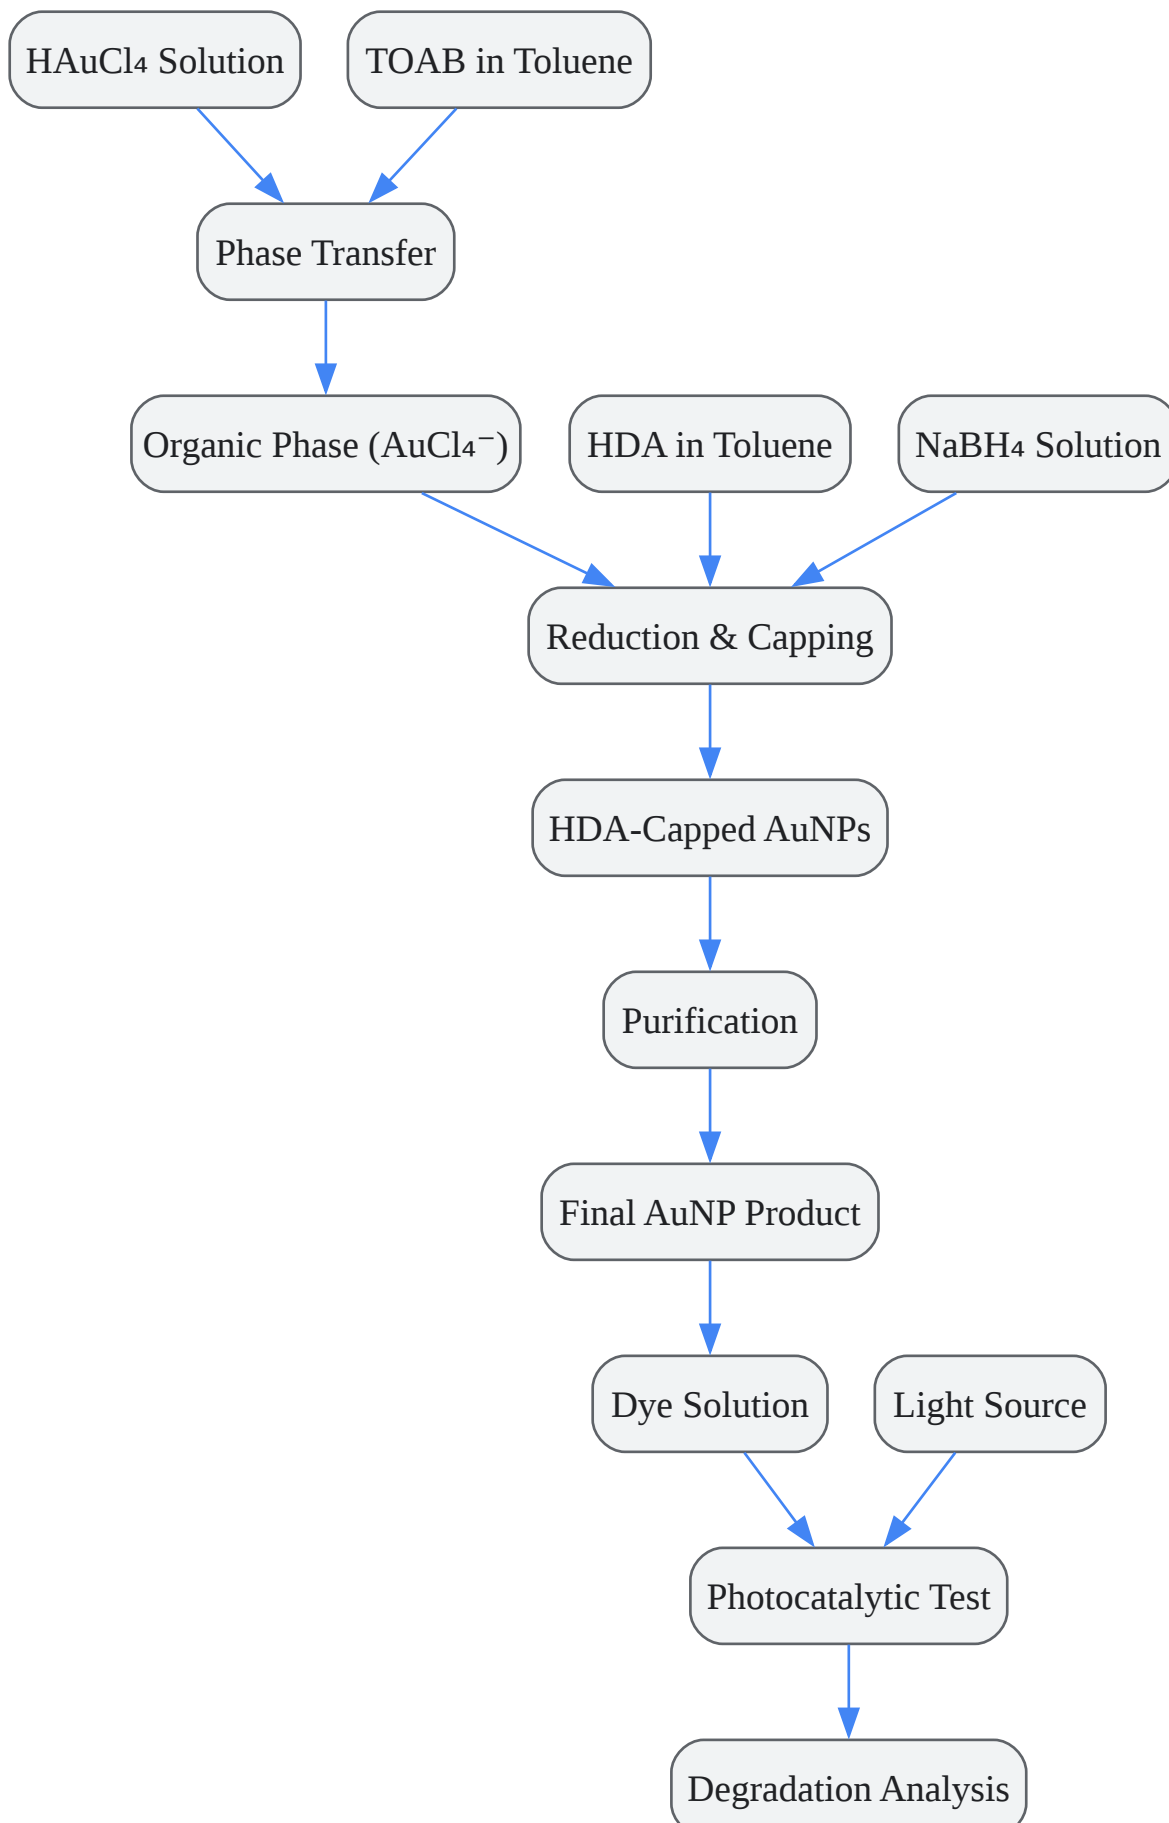 HAuCl₄ Solution
TOAB in Toluene
Phase Transfer
Organic Phase (AuCl₄⁻)
HDA in Toluene
NaBH₄ Solution
Reduction & Capping
HDA-Capped AuNPs
Purification
Final AuNP Product
Dye Solution
Light Source
Photocatalytic Test
Degradation Analysis